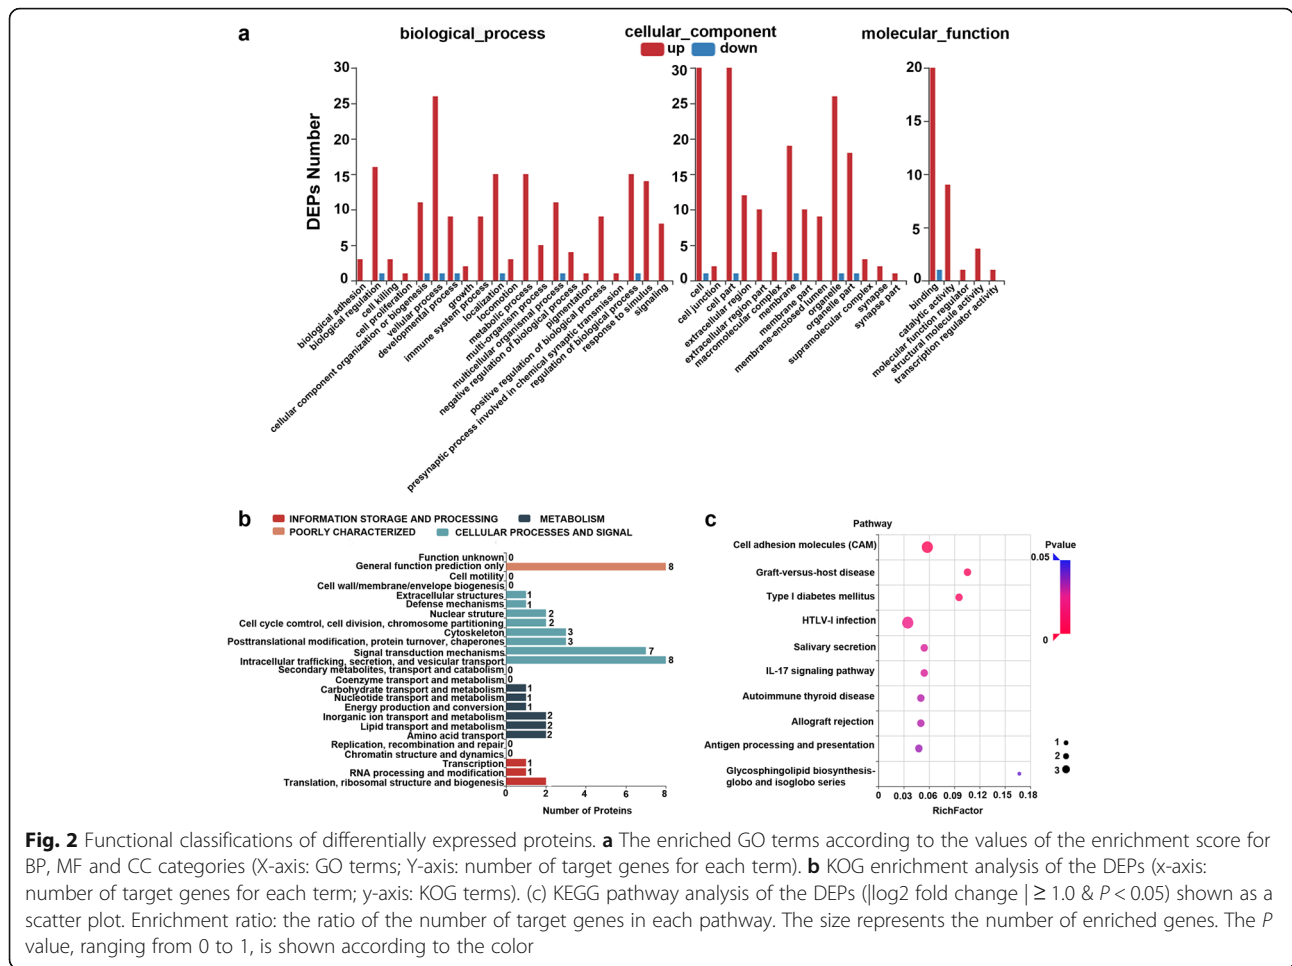 a
biological_process
cellular_component
molecular_function
up
down
DEPs Number
30
25
20
15
10
5
0
biological adhesion
biological regulation
cell killing
cell proliferation
cellular component organization or biogenesis
vellular process
developmental process
growth
immune system process
localization
locomotion
metabolic process
multi-organism process
multicellular organismal process
negative regulation of biological process
pigmentation
positive regulation of biological process
presynaptic process involved in chemical synaptic transmission
regulation of biological process
response to stimulus
signaling
30
25
20
15
10
5
0
cell
cell junction
cell part
extracellular region
extracellular region part
macromolecular complex
membrane
membrane part
membrane-enclosed lumen
organelle
organelle part
supramolecular complex
synapse
synapse part
20
15
10
5
0
binding
catalytic activity
molecular function regulator
structural molecule activity
transcription regulator activity
b
INFORMATION STORAGE AND PROCESSING
METABOLISM
POORLY CHARACTERIZED
CELLULAR PROCESSES AND SIGNAL
Function unknown 0
General function prediction only 8
Cell motility 0
Cell wall/membrane/envelope biogenesis 0
Extracellular structures 1
Defense mechanisms 1
Nuclear struture 2
Cell cycle comtrol, cell division, chromosome partitioning 2
Cytoskeleton 3
Posttranslational modification, protein turnover, chaperones 3
Signal transduction mechanisms 7
Intracellular trafficking, secretion, and vesicular transport 8
Secondary metabolites, transport and catabolism 0
Coenzyme transport and metabolism 0
Carbohydrate transport and metabolism 1
Nucleotide transport and metabolism 1
Energy production and conversion 1
Inorganic ion transport and metabolism 2
Lipid transport and metabolism 2
Amino acid transport 2
Replication, recombination and repair 0
Chromatin structure and dynamics 0
Transcription 1
RNA processing and modification 1
Translation, ribosomal structure and biogenesis
0 2 4 6 8
Number of Proteins
c
Pathway
Cell adhesion molecules (CAM)
Graft-versus-host disease
Type I diabetes mellitus
HTLV-I infection
Salivary secretion
IL-17 signaling pathway
Autoimmune thyroid disease
Allograft rejection
Antigen processing and presentation
Glycosphingolipid biosynthesis-
globo and isoglobo series
0 0.03 0.06 0.09 0.12 0.15 0.18
RichFactor
Pvalue
0.05
0
1
2
3
Fig. 2 Functional classifications of differentially expressed proteins. a The enriched GO terms according to the values of the enrichment score for
BP, MF and CC categories (X-axis: GO terms; Y-axis: number of target genes for each term). b KOG enrichment analysis of the DEPs (x-axis:
number of target genes for each term; y-axis: KOG terms). (c) KEGG pathway analysis of the DEPs (|log2 fold change | ≥ 1.0 & P < 0.05) shown as a
scatter plot. Enrichment ratio: the ratio of the number of target genes in each pathway. The size represents the number of enriched genes. The P
value, ranging from 0 to 1, is shown according to the color